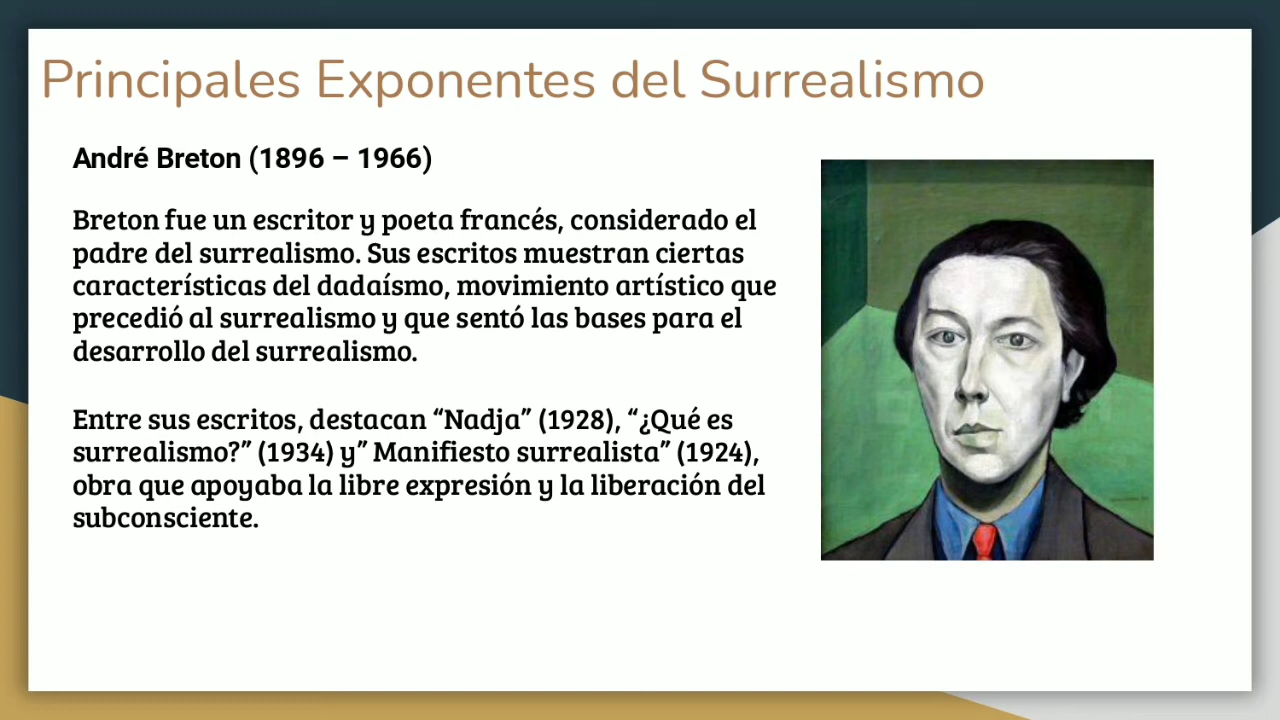 Principales Exponentes del Surrealismo
André Breton (1896 – 1966)
Breton fue un escritor y poeta francés, considerado el
padre del surrealismo. Sus escritos muestran ciertas
características del dadaísmo, movimiento artístico que
precedió al surrealismo y que sentó las bases para el
desarrollo del surrealismo.
Entre sus escritos, destacan “Nadja” (1928), “¿Qué es
surrealismo?” (1934) y” Manifiesto surrealista” (1924),
obra que apoyaba la libre expresión y la liberación del
subconsciente.